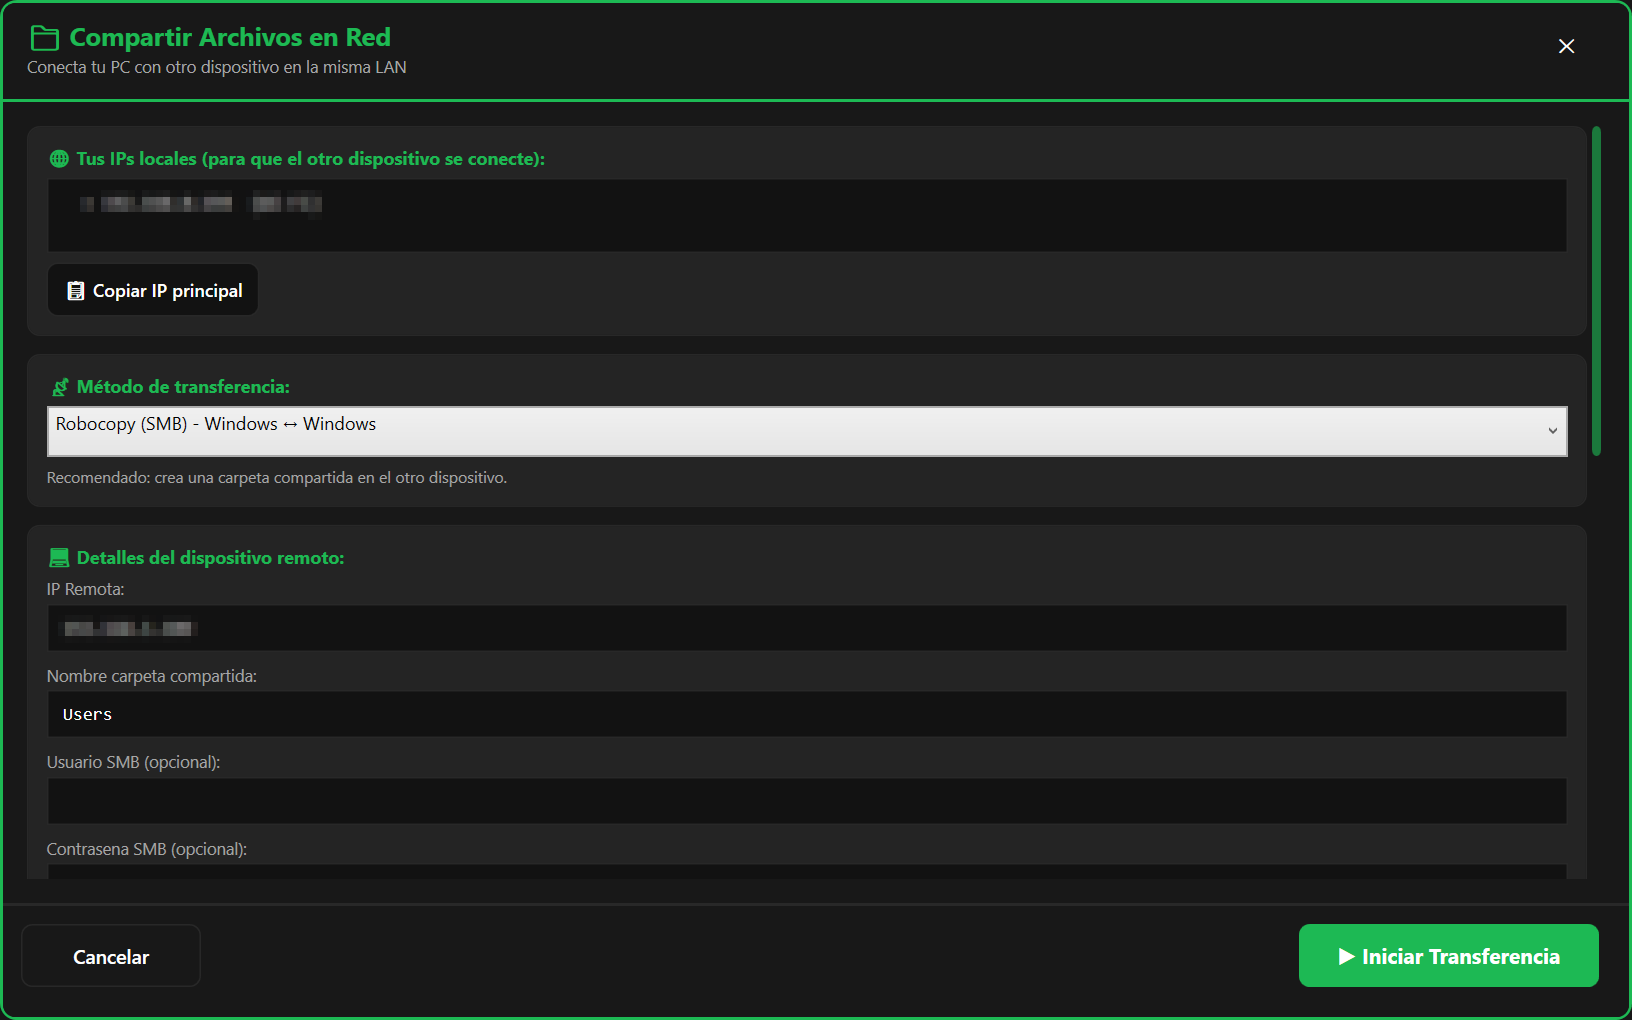 Compartir Archivos en Red
Conecta tu PC con otro dispositivo en la misma LAN
Tus IPs locales (para que el otro dispositivo se conecte):
Copiar IP principal
Método de transferencia:
Robocopy (SMB) - Windows ↔ Windows
Recomendado: crea una carpeta compartida en el otro dispositivo.
Detalles del dispositivo remoto:
IP Remota:
Nombre carpeta compartida:
Users
Usuario SMB (opcional):
Contrasena SMB (opcional):
Cancelar
▶ Iniciar Transferencia